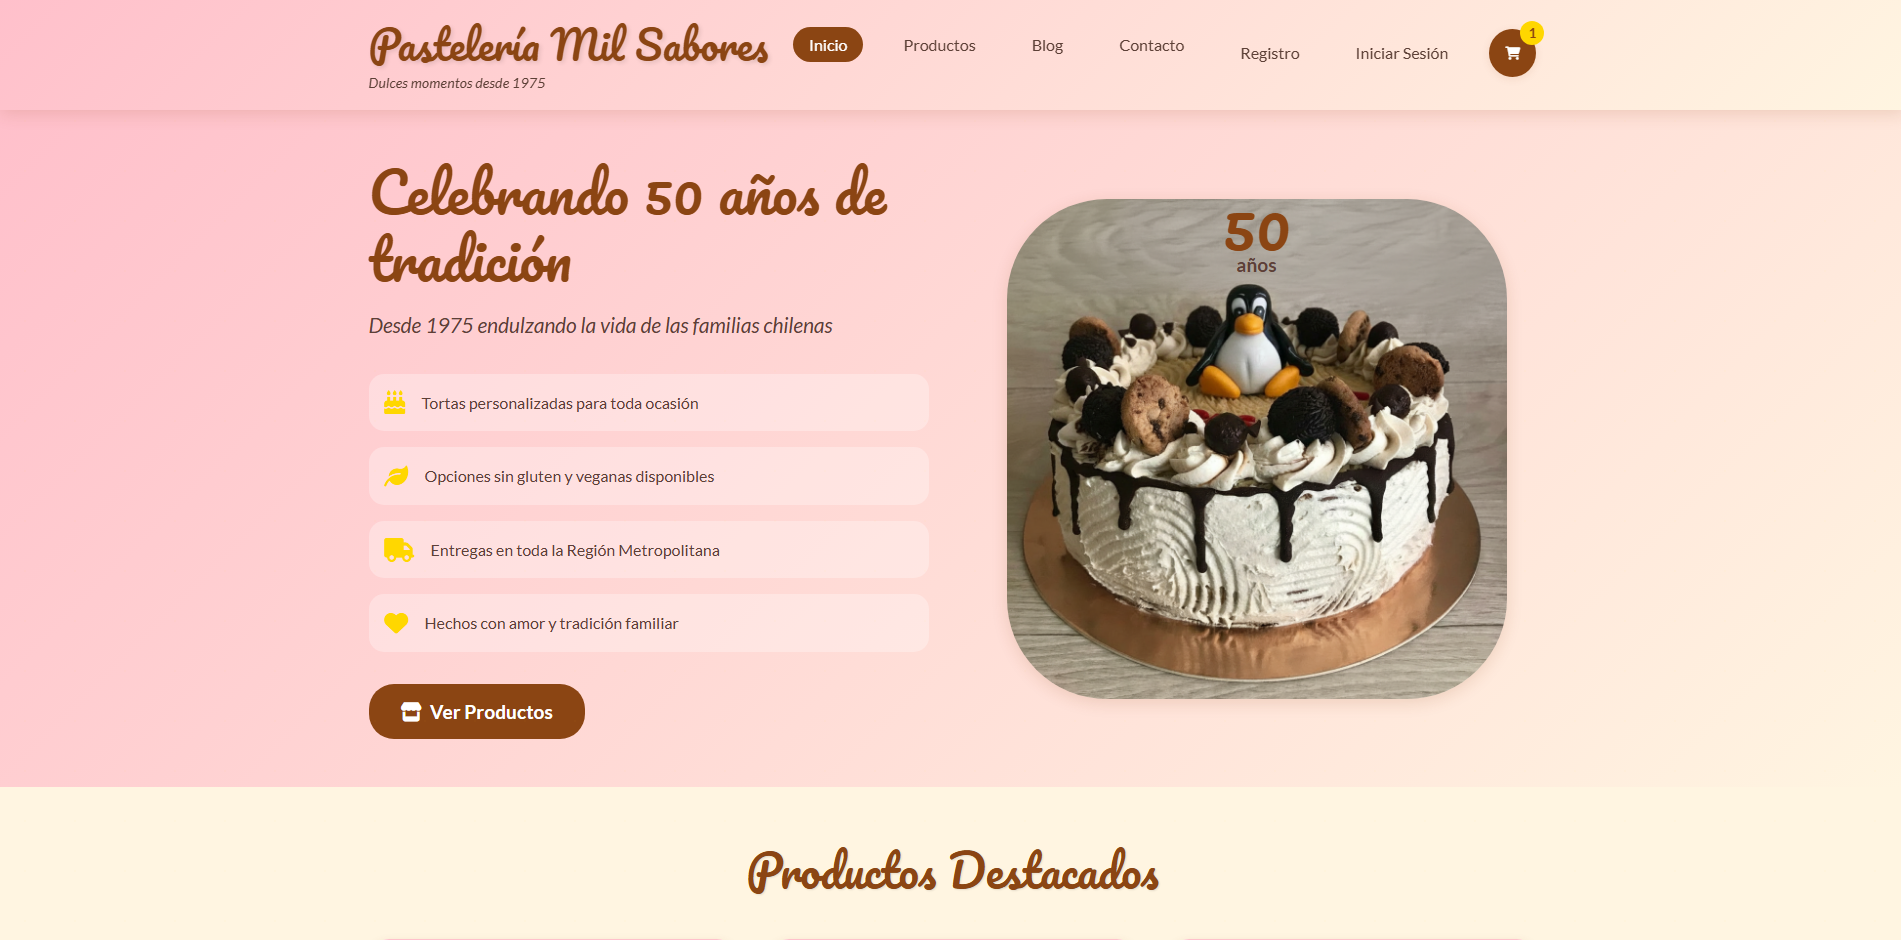 Pastelería Mil Sabores
Dulces momentos desde 1975
Inicio
Productos
Blog
Contacto
Registro
Iniciar Sesión
1
Celebrando 50 años de
tradición
Desde 1975 endulzando la vida de las familias chilenas
Tortas personalizadas para toda ocasión
Opciones sin gluten y veganas disponibles
Entregas en toda la Región Metropolitana
Hechos con amor y tradición familiar
Ver Productos
50
años
Productos Destacados